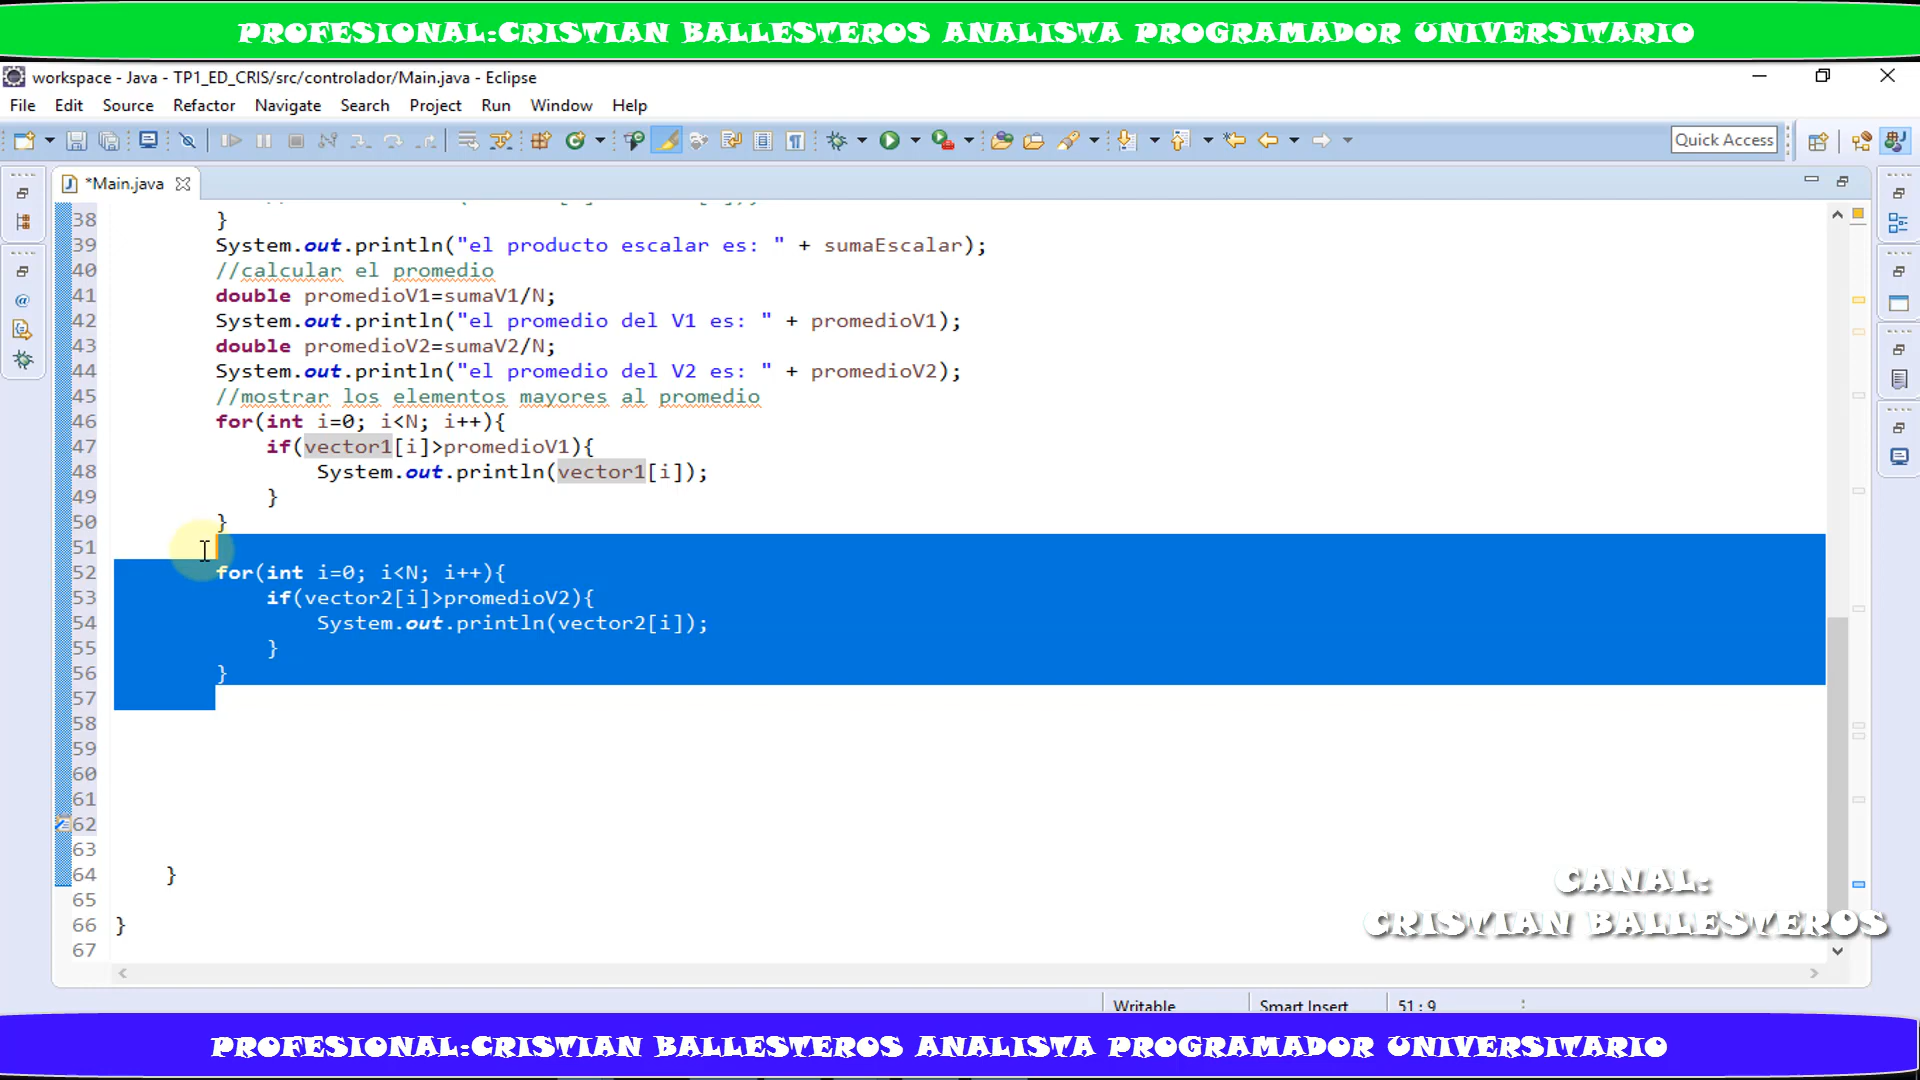 PROFESIONAL:CRISTIAN BALLESTEROS ANALISTA PROGRAMADOR UNIVERSITARIO
workspace - Java - TP1_ED_CRIS/src/controlador/Main.java - Eclipse
File Edit Source Refactor Navigate Search Project Run Window Help
Quick Access
*Main.java
38 }
39 System.out.println("el producto escalar es: " + sumaEscalar);
40 //calcular el promedio
41 double promedioV1=sumaV1/N;
42 System.out.println("el promedio del V1 es: " + promedioV1);
43 double promedioV2=sumaV2/N;
44 System.out.println("el promedio del V2 es: " + promedioV2);
45 //mostrar los elementos mayores al promedio
46 for(int i=0; i<N; i++){
47 if(vector1[i]>promedioV1){
48 System.out.println(vector1[i]);
49 }
50 }
51
52 for(int i=0; i<N; i++){
53 if(vector2[i]>promedioV2){
54 System.out.println(vector2[i]);
55 }
56 }
57
58
59
60
61
62
63
64 }
65
66 }
67
CANAL:
CRISTIAN BALLESTEROS
Writable Smart Insert 51 : 9
PROFESIONAL:CRISTIAN BALLESTEROS ANALISTA PROGRAMADOR UNIVERSITARIO